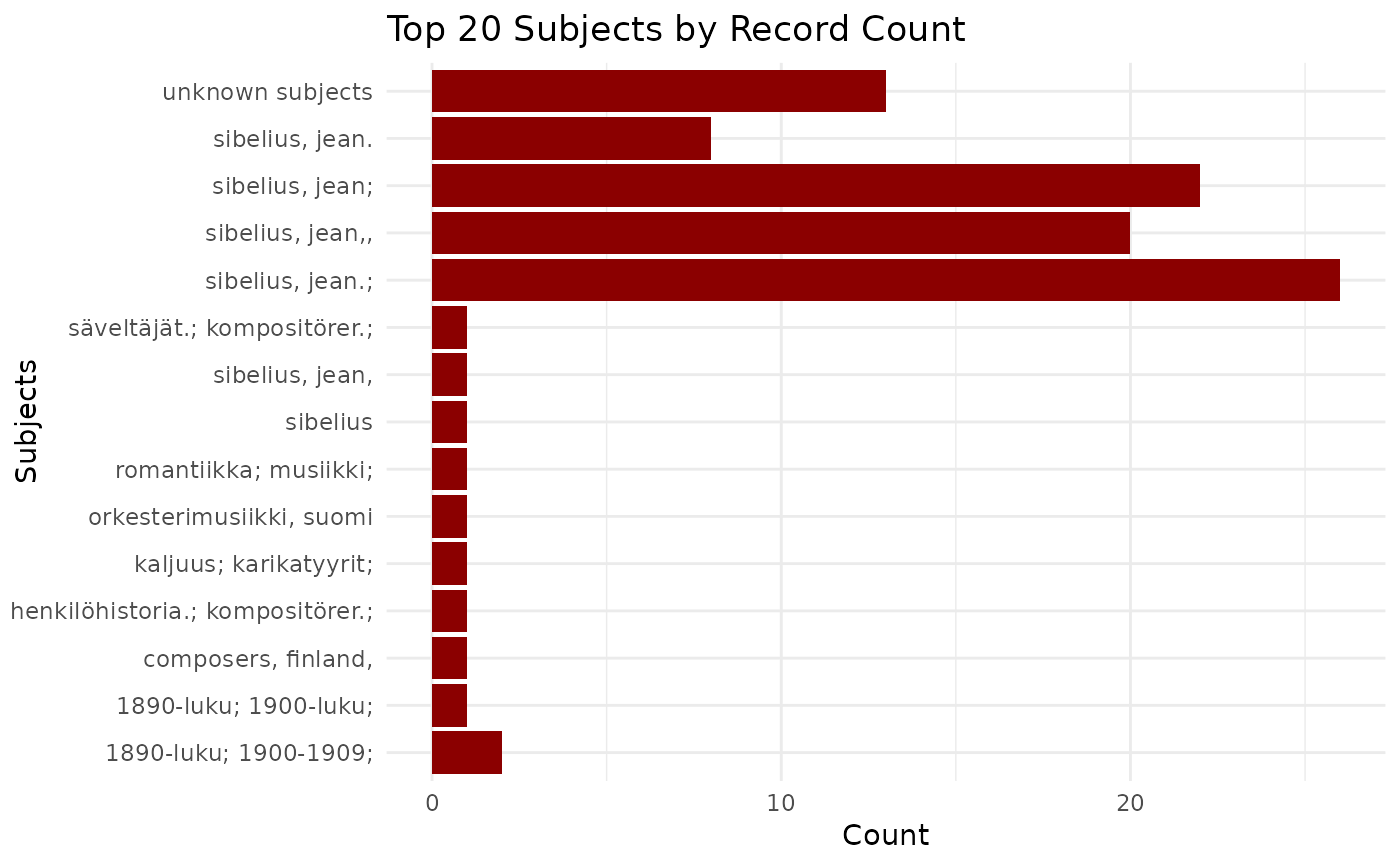 Top 20 Subjects by Record Count
unknown subjects
sibelius, jean.
sibelius, jean;
sibelius, jean,,
sibelius, jean.;
säveltäjät.; kompositörer.;
sibelius, jean,
sibelius
romantiikka; musiikki;
orkesterimusiikki, suomi
kaljuus; karikatyyrit;
henkilöhistoria.; kompositörer.;
composers, finland,
1890-luku; 1900-luku;
1890-luku; 1900-1909;
Subjects
0 10 20
Count